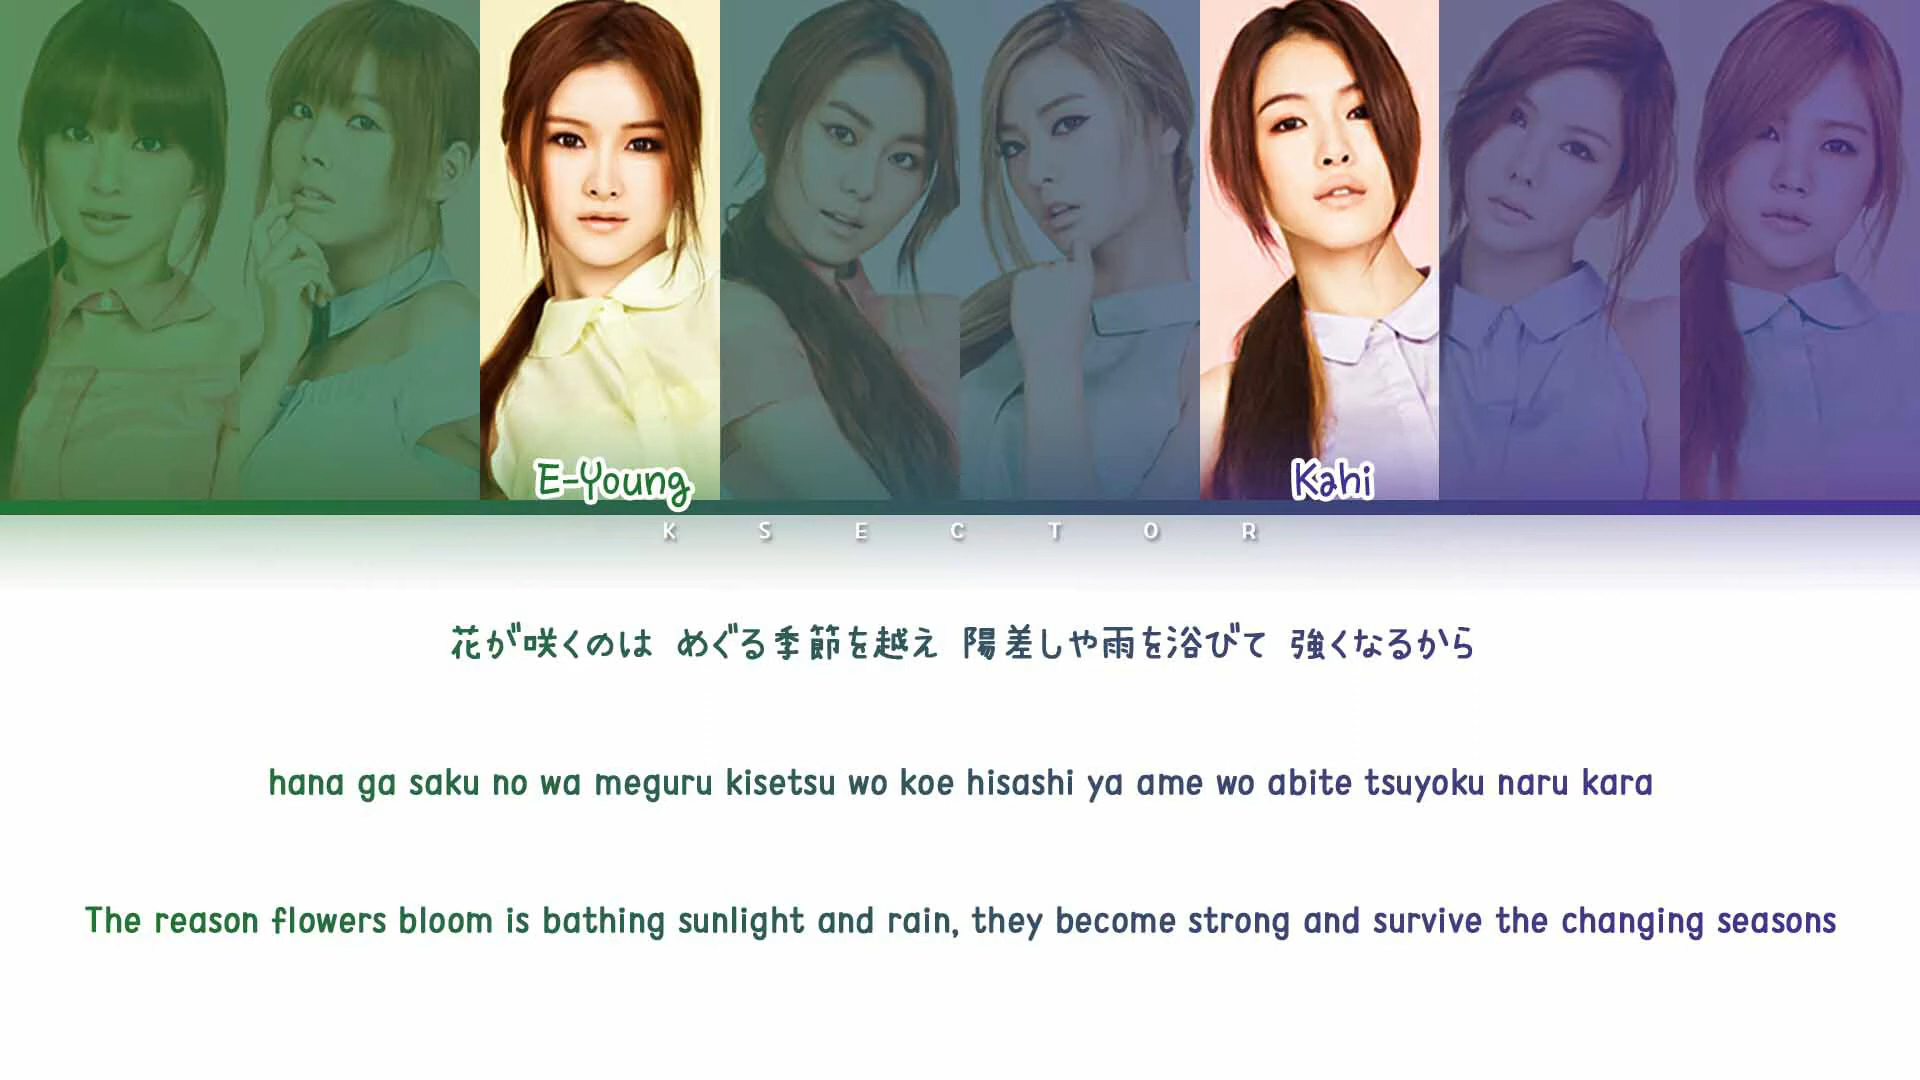 E-Young
Kahi
K S E C T O R
花が咲くのは めぐる季節を越え 陽差しや雨を浴びて 強くなるから
hana ga saku no wa meguru kisetsu wo koe hisashi ya ame wo abite tsuyoku naru kara
The reason flowers bloom is bathing sunlight and rain, they become strong and survive the changing seasons